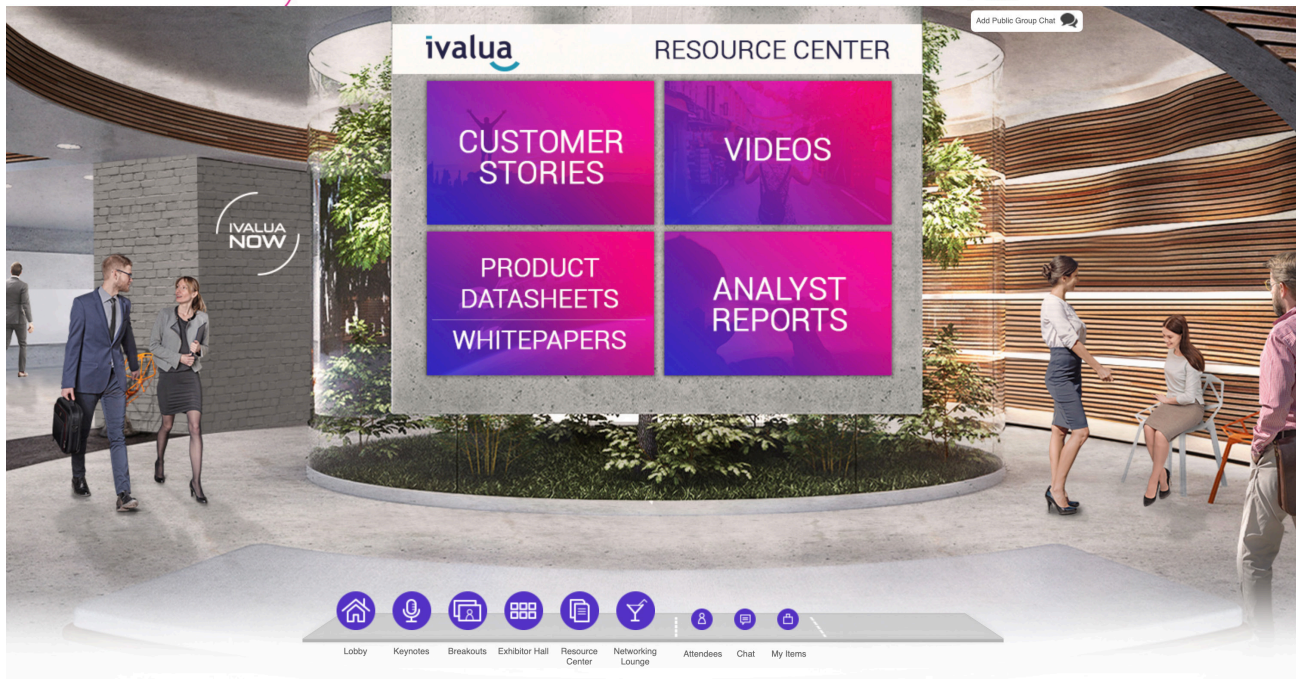 Add Public Group Chat
ivalua
RESOURCE CENTER
CUSTOMER
STORIES
VIDEOS
IVALUA
NOW
PRODUCT
DATASHEETS
WHITEPAPERS
ANALYST
REPORTS
Lobby
Keynotes
Breakouts
Exhibitor Hall
Resource
Center
Networking
Lounge
Attendees
Chat
My Items